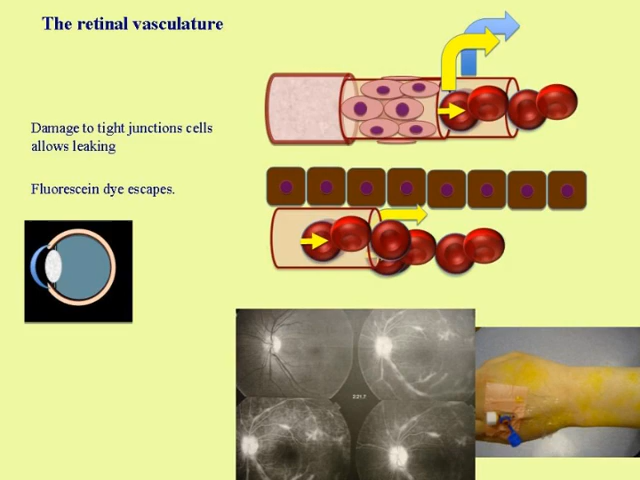 The retinal vasculature
Damage to tight junctions cells
allows leaking
Fluorescein dye escapes.